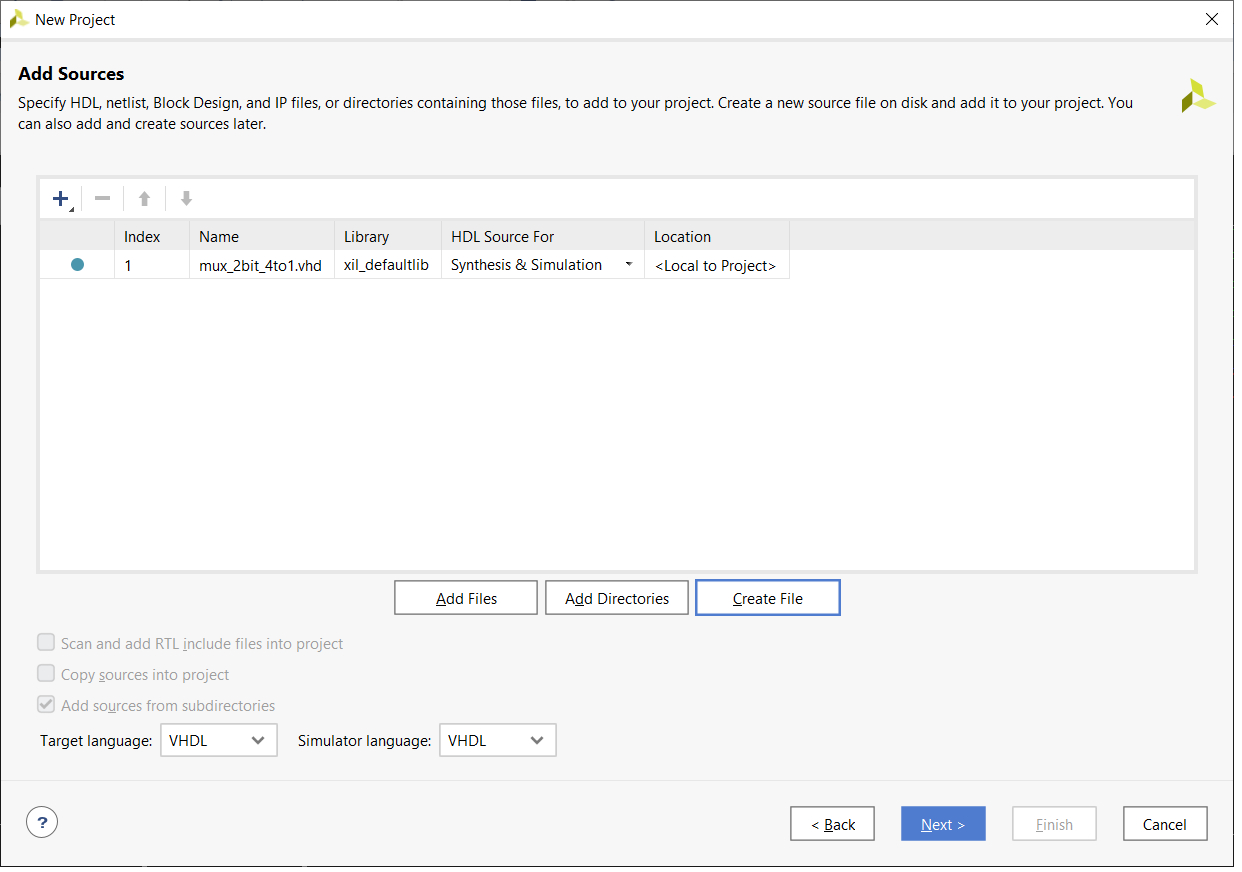 New Project
Add Sources
Specify HDL, netlist, Block Design, and IP files, or directories containing those files, to add to your project. Create a new source file on disk and add it to your project. You
can also add and create sources later.
Index Name Library HDL Source For Location
1 mux_2bit_4to1.vhd xil_defaultlib Synthesis & Simulation <Local to Project>
Add Files Add Directories Create File
Scan and add RTL include files into project
Copy sources into project
Add sources from subdirectories
Target language: VHDL Simulator language: VHDL
? < Back Next > Finish Cancel